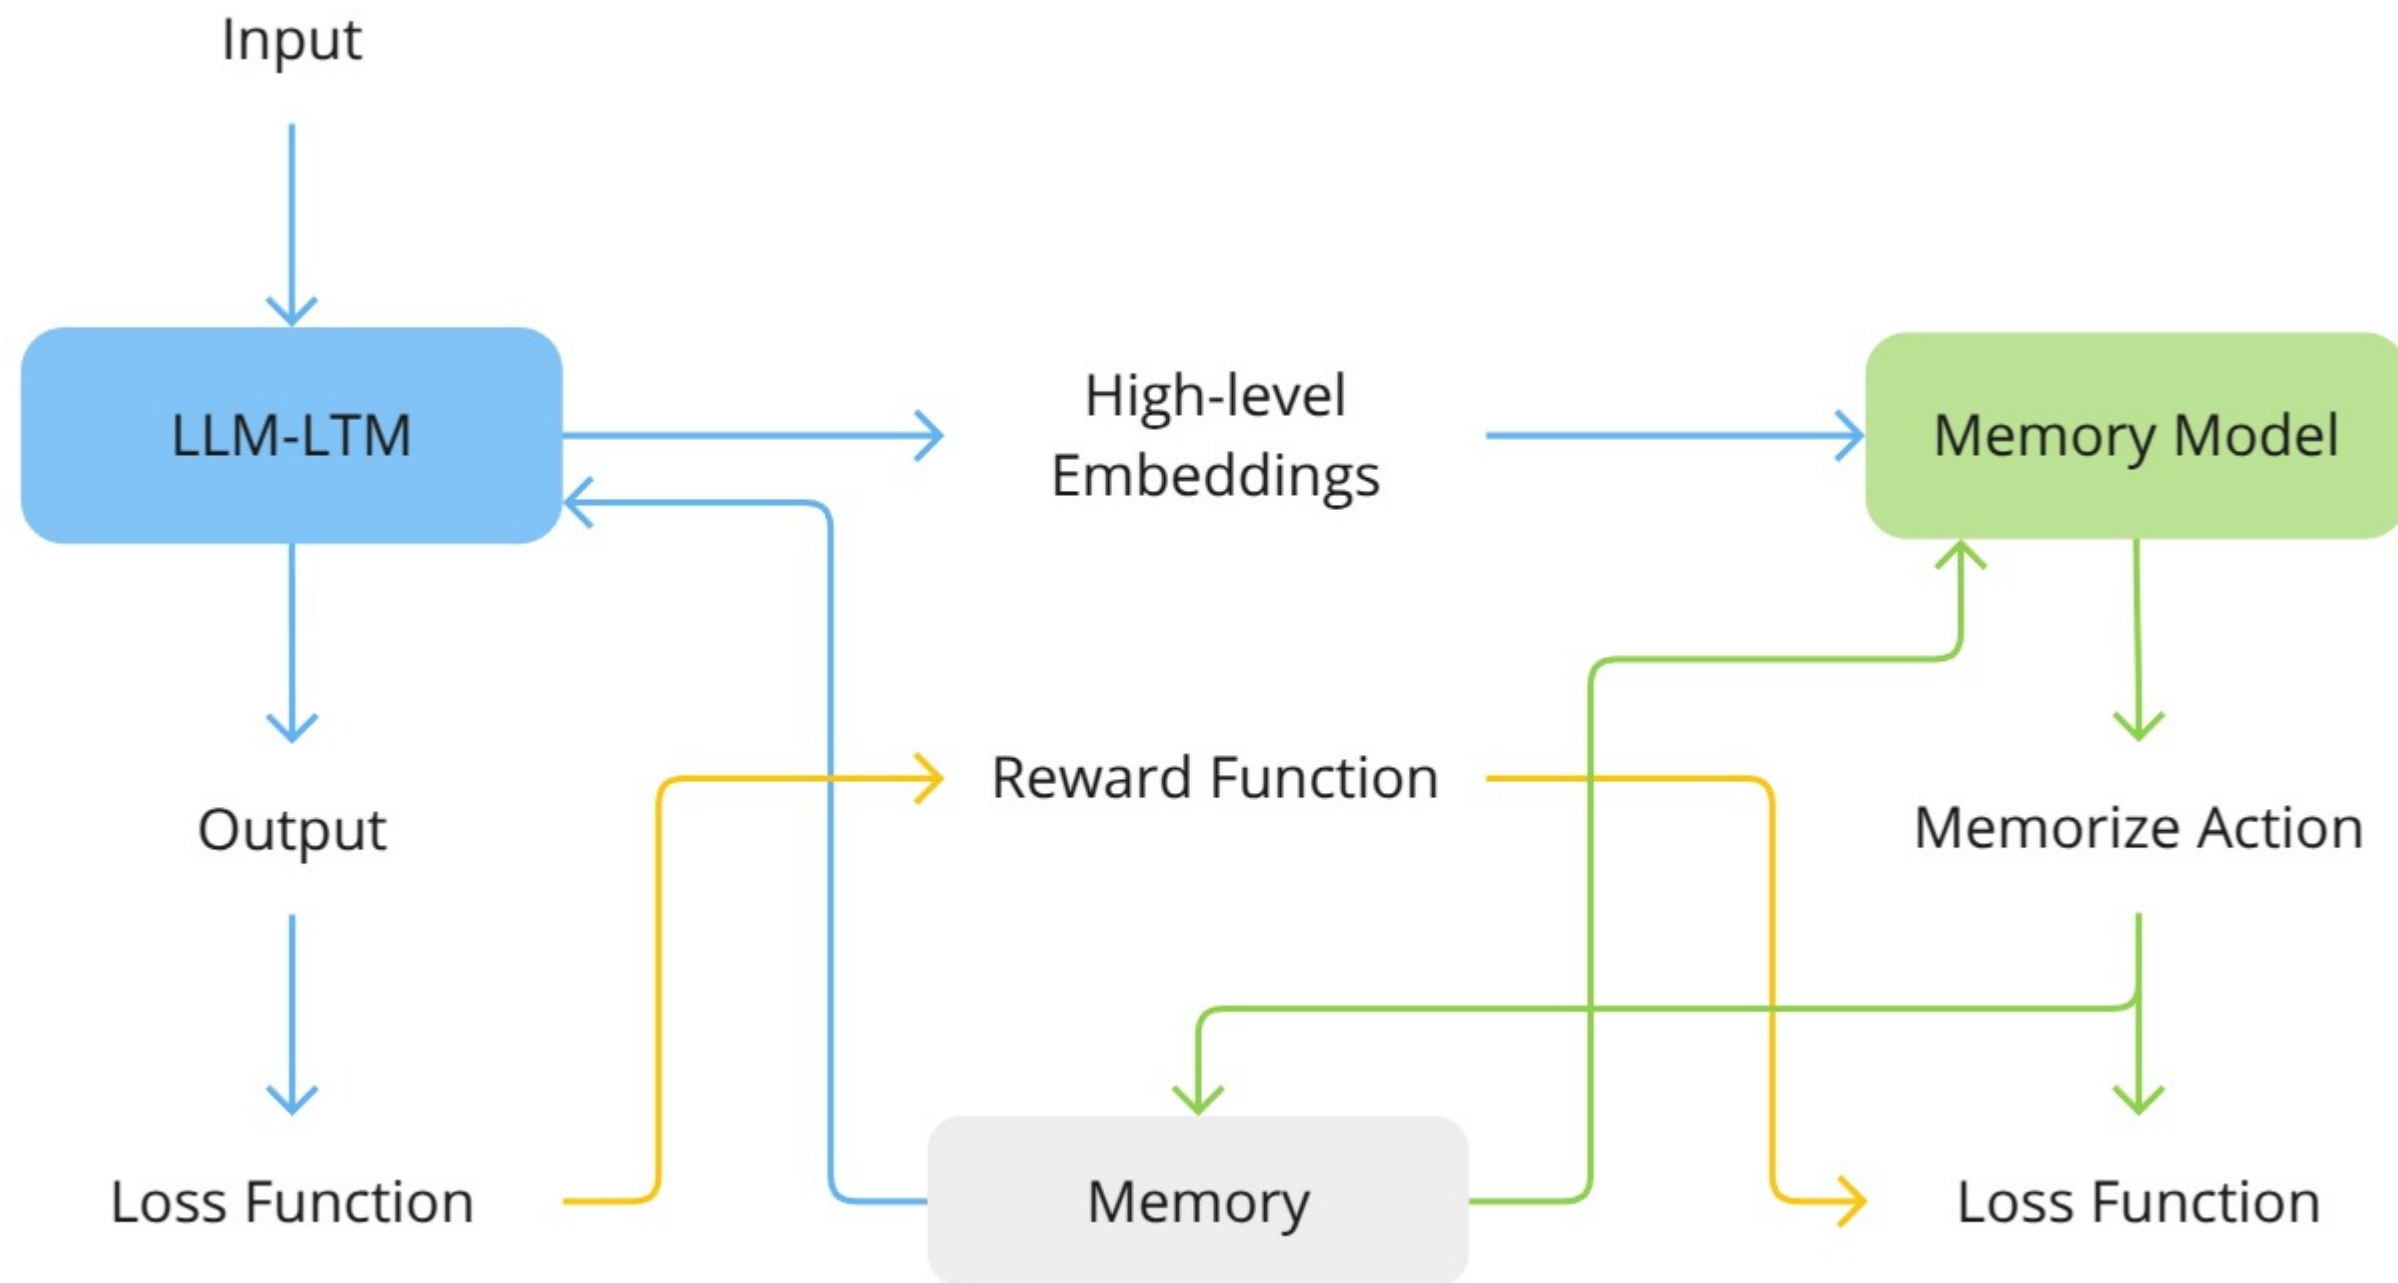 Input
LLM-LTM
High-level
Embeddings
Memory Model
Output
Reward Function
Memorize Action
Loss Function
Memory
Loss Function